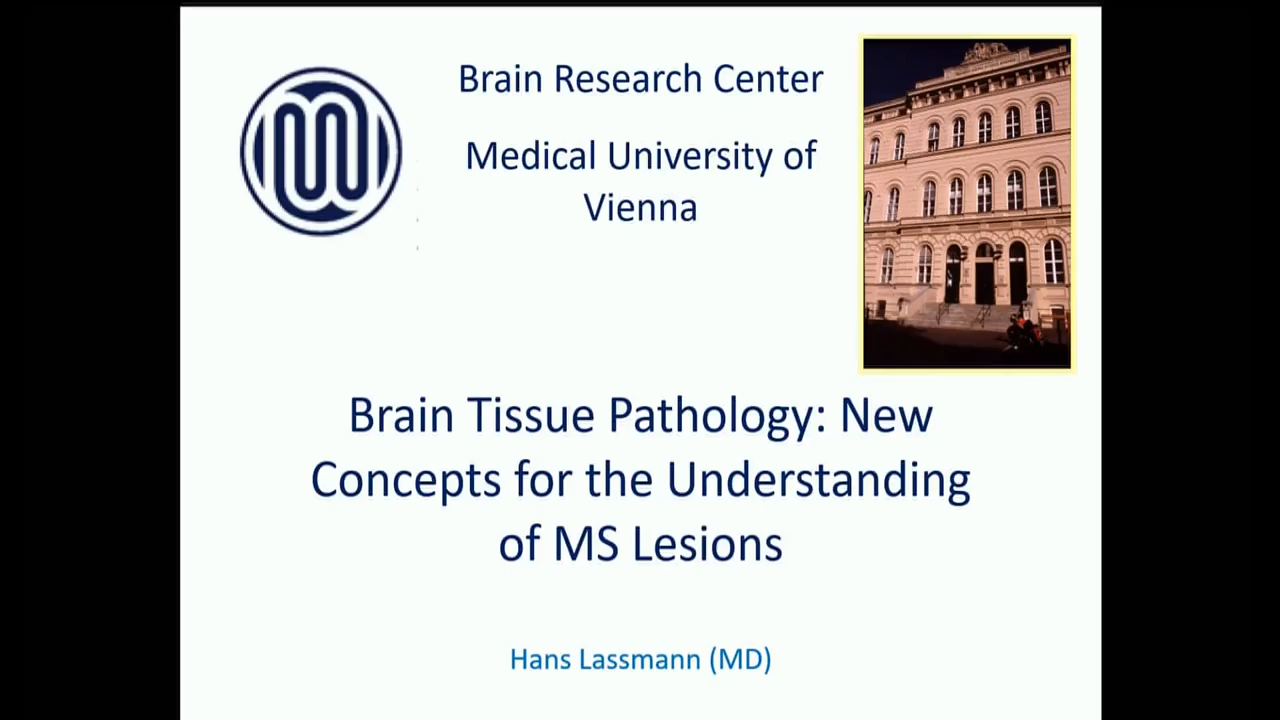 Brain Research Center
Medical University of
Vienna
Brain Tissue Pathology: New
Concepts for the Understanding
of MS Lesions
Hans Lassmann (MD)